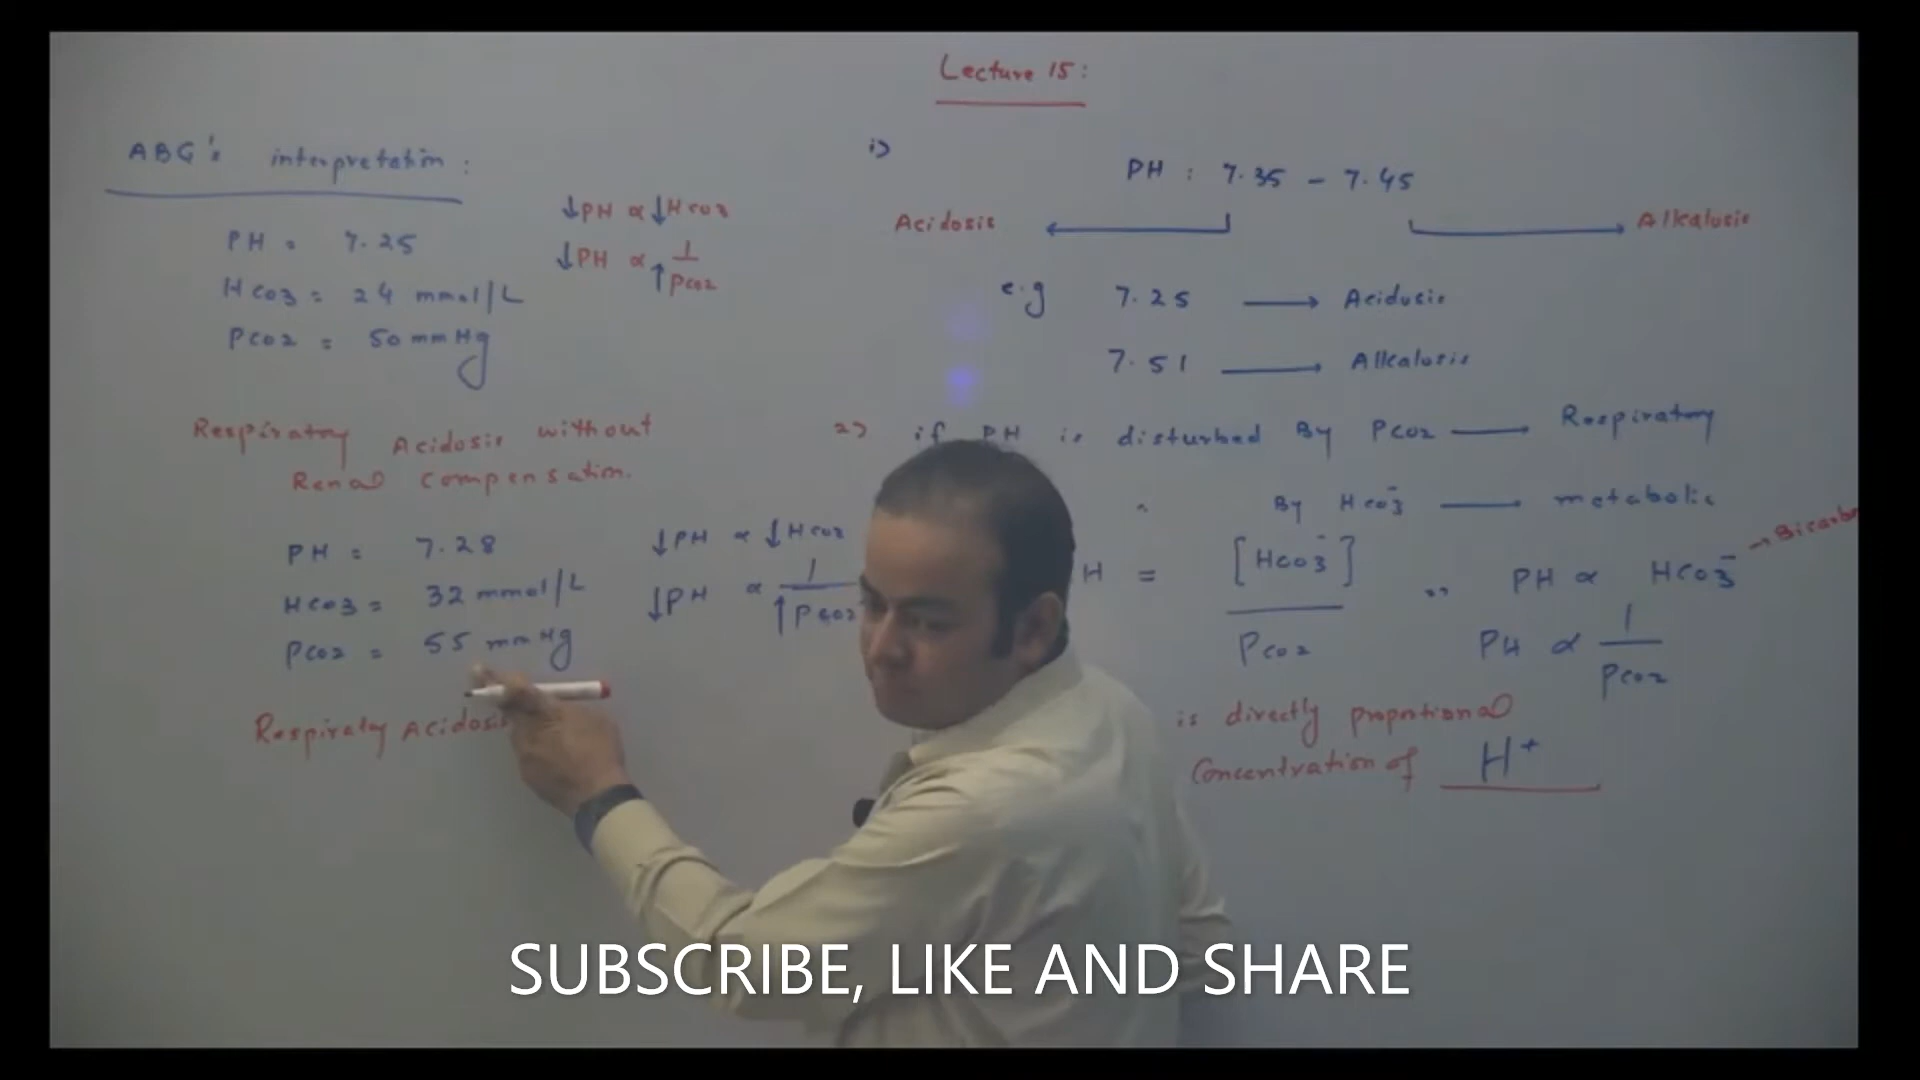 Lecture 15:
ABG's interpretation:
PH = 7.25
HCO3 = 24 mmol/L
PCO2 = 50 mmHg
↓PH ∝ ↓HCO3
↓PH ∝ 1/↑PCO2
Respiratory Acidosis without
Renal compensation.
PH = 7.28
HCO3 = 32 mmol/L
PCO2 = 55 mmHg
↓PH ∝ ↓HCO3
↓PH ∝ 1/↑PCO2
Respiraty Acidosis
1)
PH : 7.35 - 7.45
Acidosis ← → Alkalosis
e.g 7.25 → Acidosis
7.51 → Alkalosis
2) if PH is disturbed By PCO2 → Respiratory
By HCO3⁻ → metabolic
H = [HCO3⁻]/PCO2
PH ∝ HCO3⁻
PH ∝ 1/PCO2
is directly proportional
Concentration of H+
SUBSCRIBE, LIKE AND SHARE